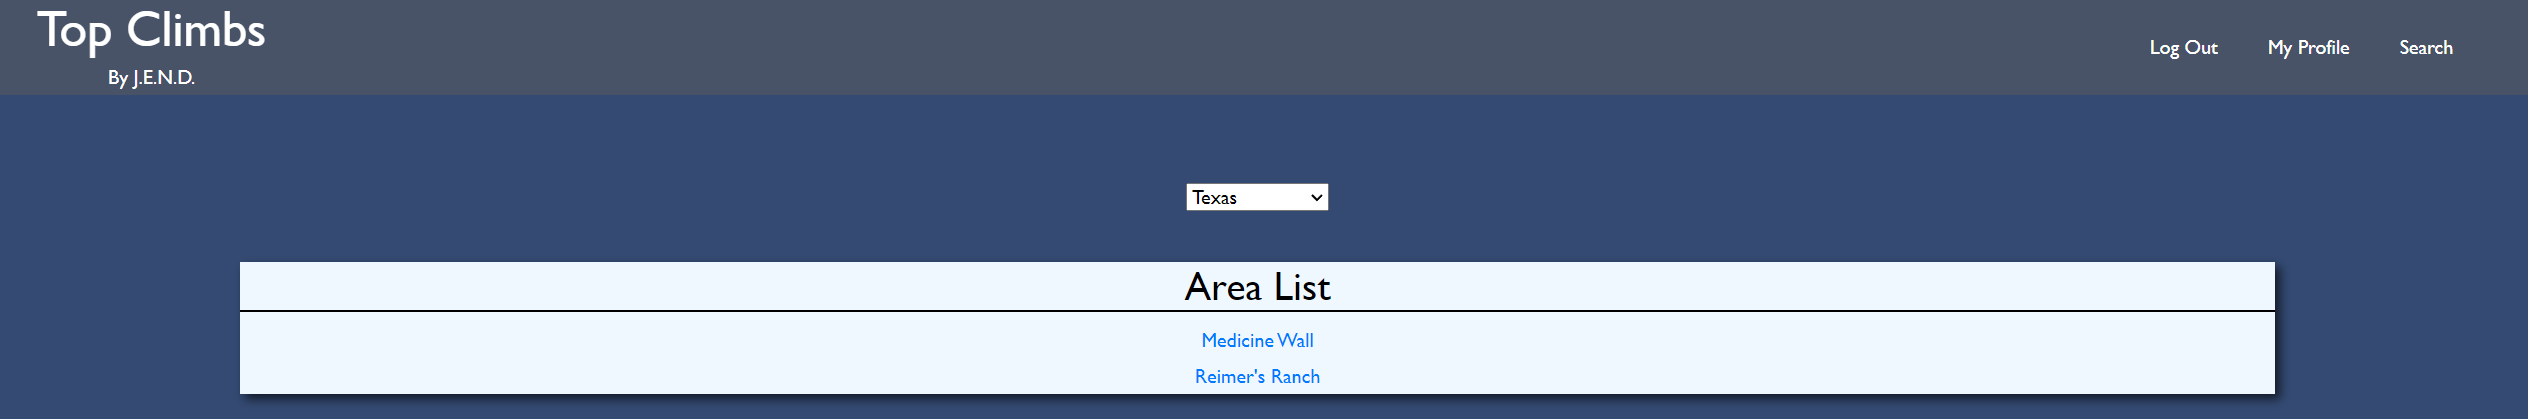 Top Climbs
By J.E.N.D.
Log Out
My Profile
Search
Texas
Area List
Medicine Wall
Reimer's Ranch